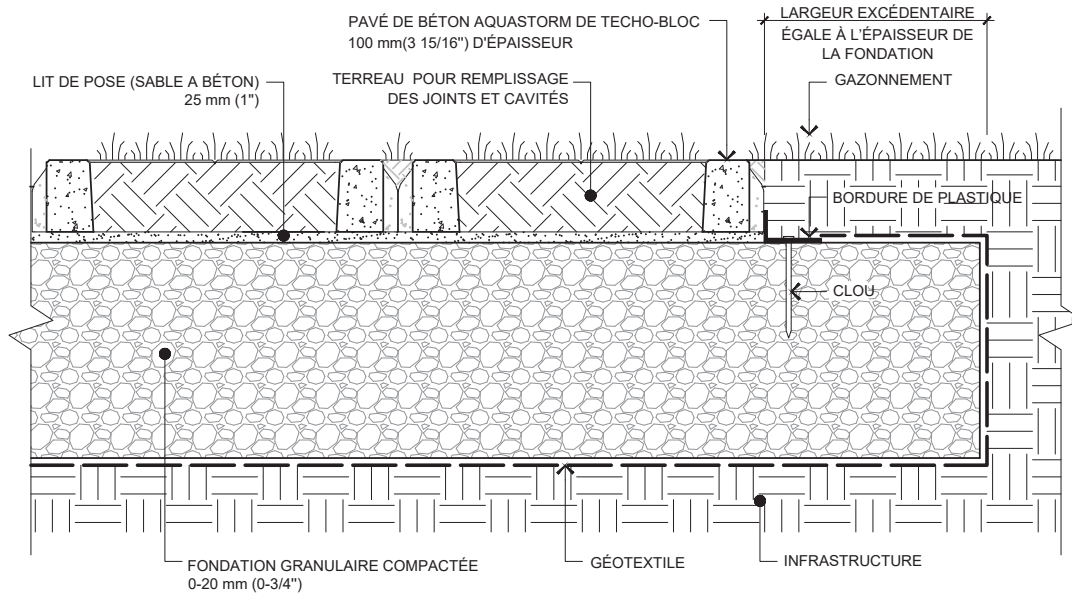 PAVÉ DE BÉTON AQUASTORM DE TECHO-BLOC
100 mm(3 15/16") D'ÉPAISSEUR
LARGEUR EXCÉDENTAIRE
ÉGALE À L'ÉPAISSEUR DE
LA FONDATION
LIT DE POSE (SABLE A BÉTON)
25 mm (1")
TERREAU POUR REMPLISSAGE
DES JOINTS ET CAVITÉS
GAZONNEMENT
BORDURE DE PLASTIQUE
CLOU
FONDATION GRANULAIRE COMPACTÉE
0-20 mm (0-3/4")
GÉOTEXTILE
INFRASTRUCTURE